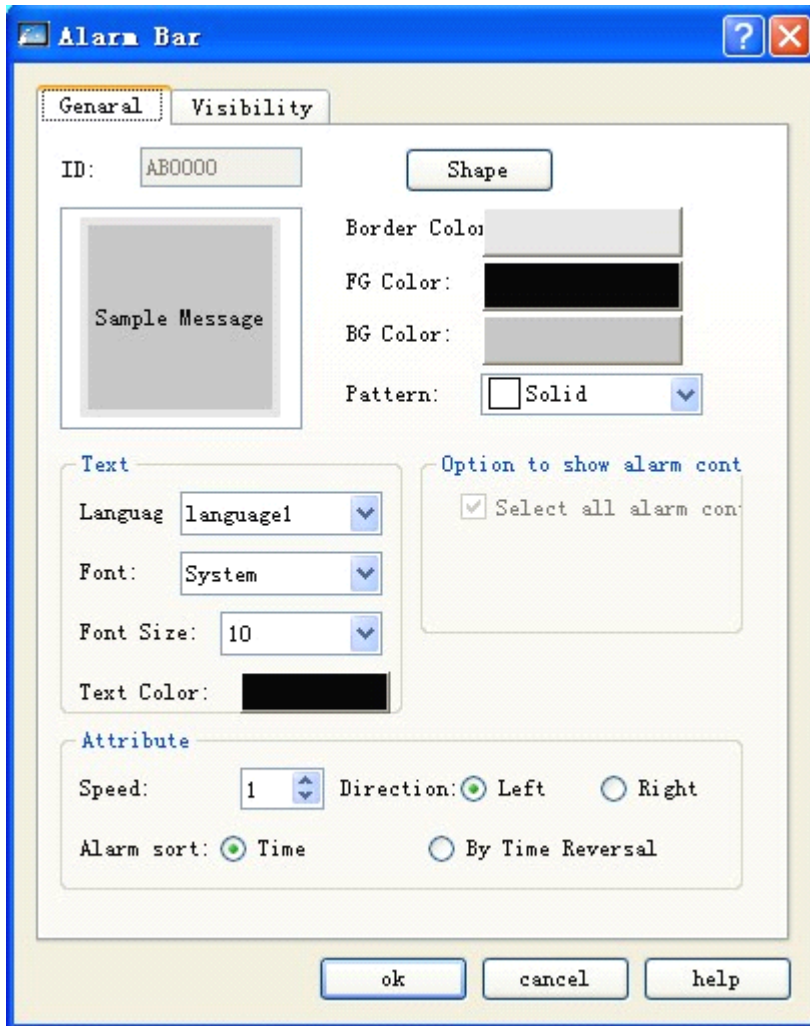 Alarm Bar
Genaral Visibility
ID: AB0000 Shape
Sample Message
Border Color
FG Color:
BG Color:
Pattern: Solid
Text
Languag language1
Font: System
Font Size: 10
Text Color:
Option to show alarm cont
Select all alarm con
Attribute
Speed: 1 Direction: Left Right
Alarm sort: Time By Time Reversal
ok cancel help